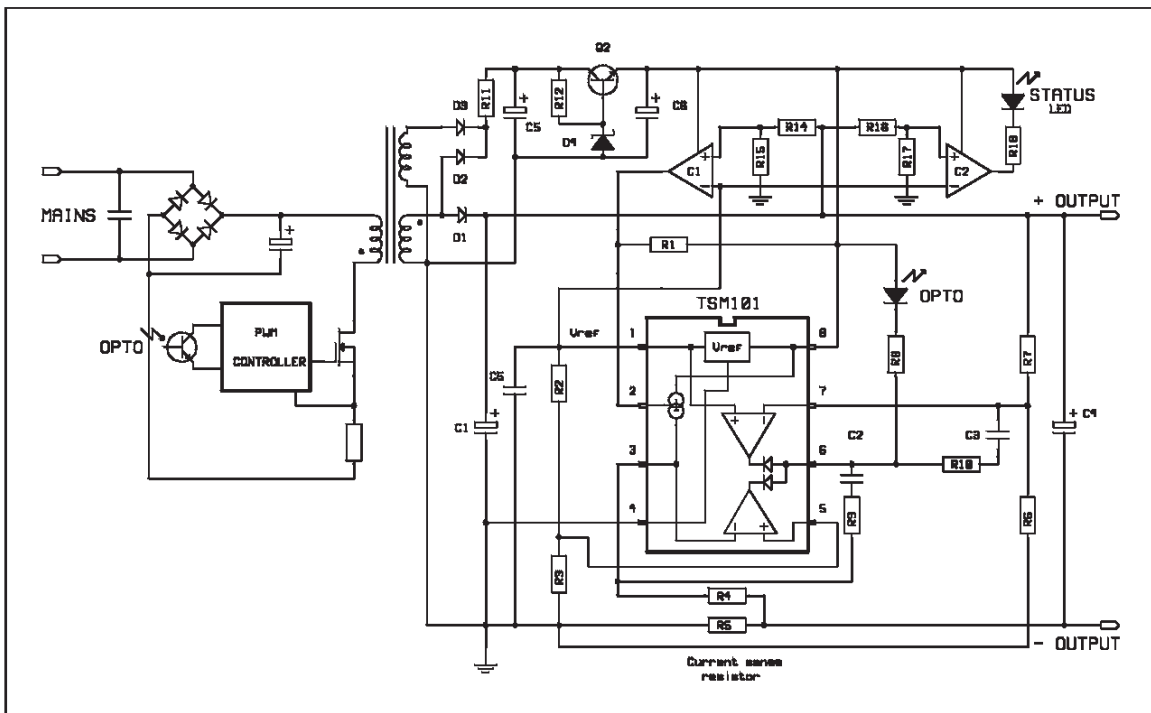 Q2
R11
R12
C5
C6
D3
D4
D2
D1
STATUS
LED
R14
R16
R15
R17
R18
C1
C2
+
-
+
-
MAINS
+ OUTPUT
R1
OPTO
TSM101
Vref
1
Vref
8
OPTO
PWM
CONTROLLER
C6
R2
R8
R7
2
7
C1
C2
C3
C4
3
6
R10
4
5
R9
R6
R3
R4
R5
- OUTPUT
Current sense
resistor